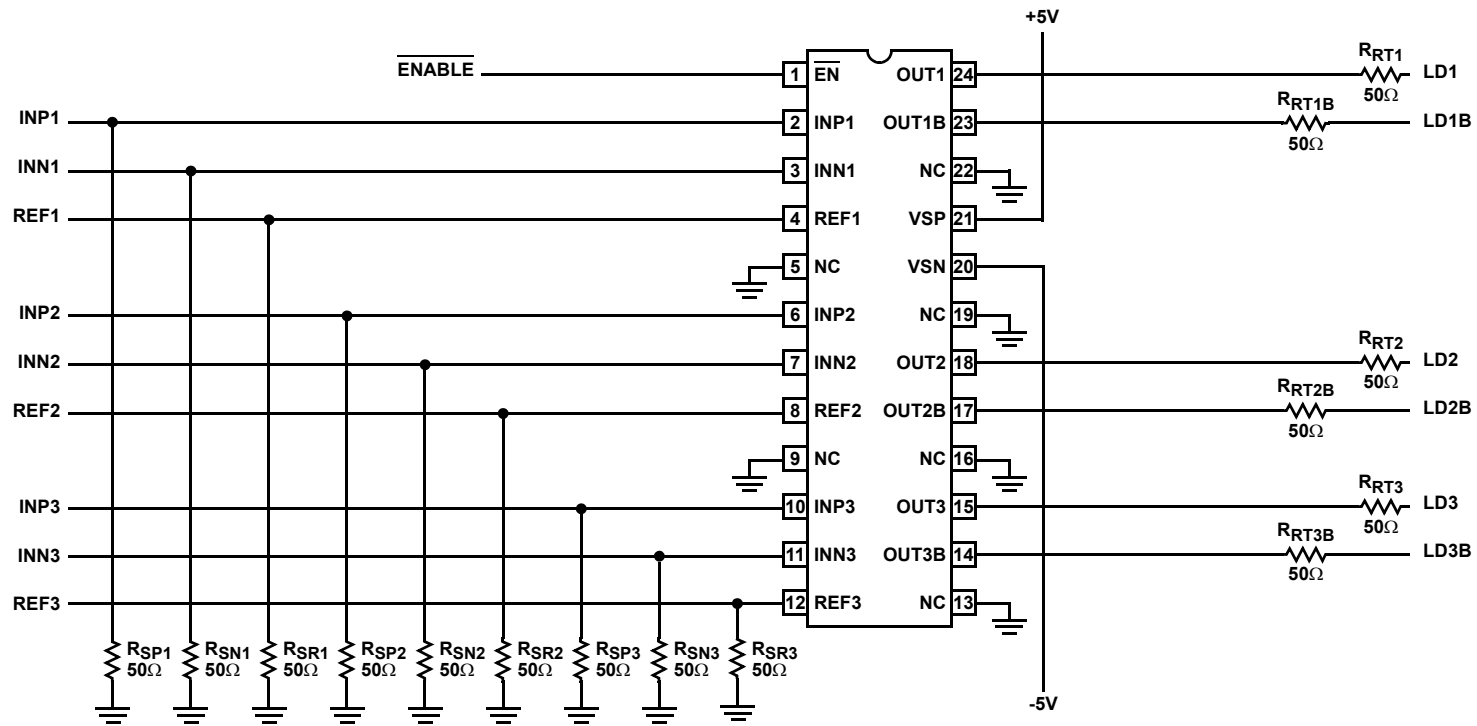 +5V
ENABLE 1 EN OUT1 24 RRT1 50Ω LD1
INP1 2 INP1 OUT1B 23 RRT1B 50Ω LD1B
INN1 3 INN1 NC 22
REF1 4 REF1 VSP 21
5 NC VSN 20
INP2 6 INP2 NC 19
INN2 7 INN2 OUT2 18 RRT2 50Ω LD2
REF2 8 REF2 OUT2B 17 RRT2B 50Ω LD2B
9 NC NC 16
INP3 10 INP3 OUT3 15 RRT3 50Ω LD3
INN3 11 INN3 OUT3B 14 RRT3B 50Ω LD3B
REF3 12 REF3 NC 13
RSP1 RSN1 RSR1 RSP2 RSN2 RSR2 RSP3 RSN3 RSR3
50Ω 50Ω 50Ω 50Ω 50Ω 50Ω 50Ω 50Ω 50Ω
-5V